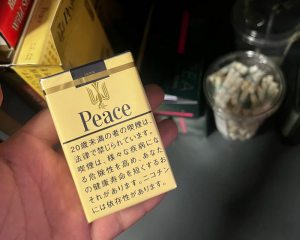 Peace
20歳未満の者の喫煙は、
法律で禁じられています。
喫煙は、様々な疾病にな
る危険性を高め、あなた
の健康寿命を短くするお
それがあります。ニコチン
には依存性があります。